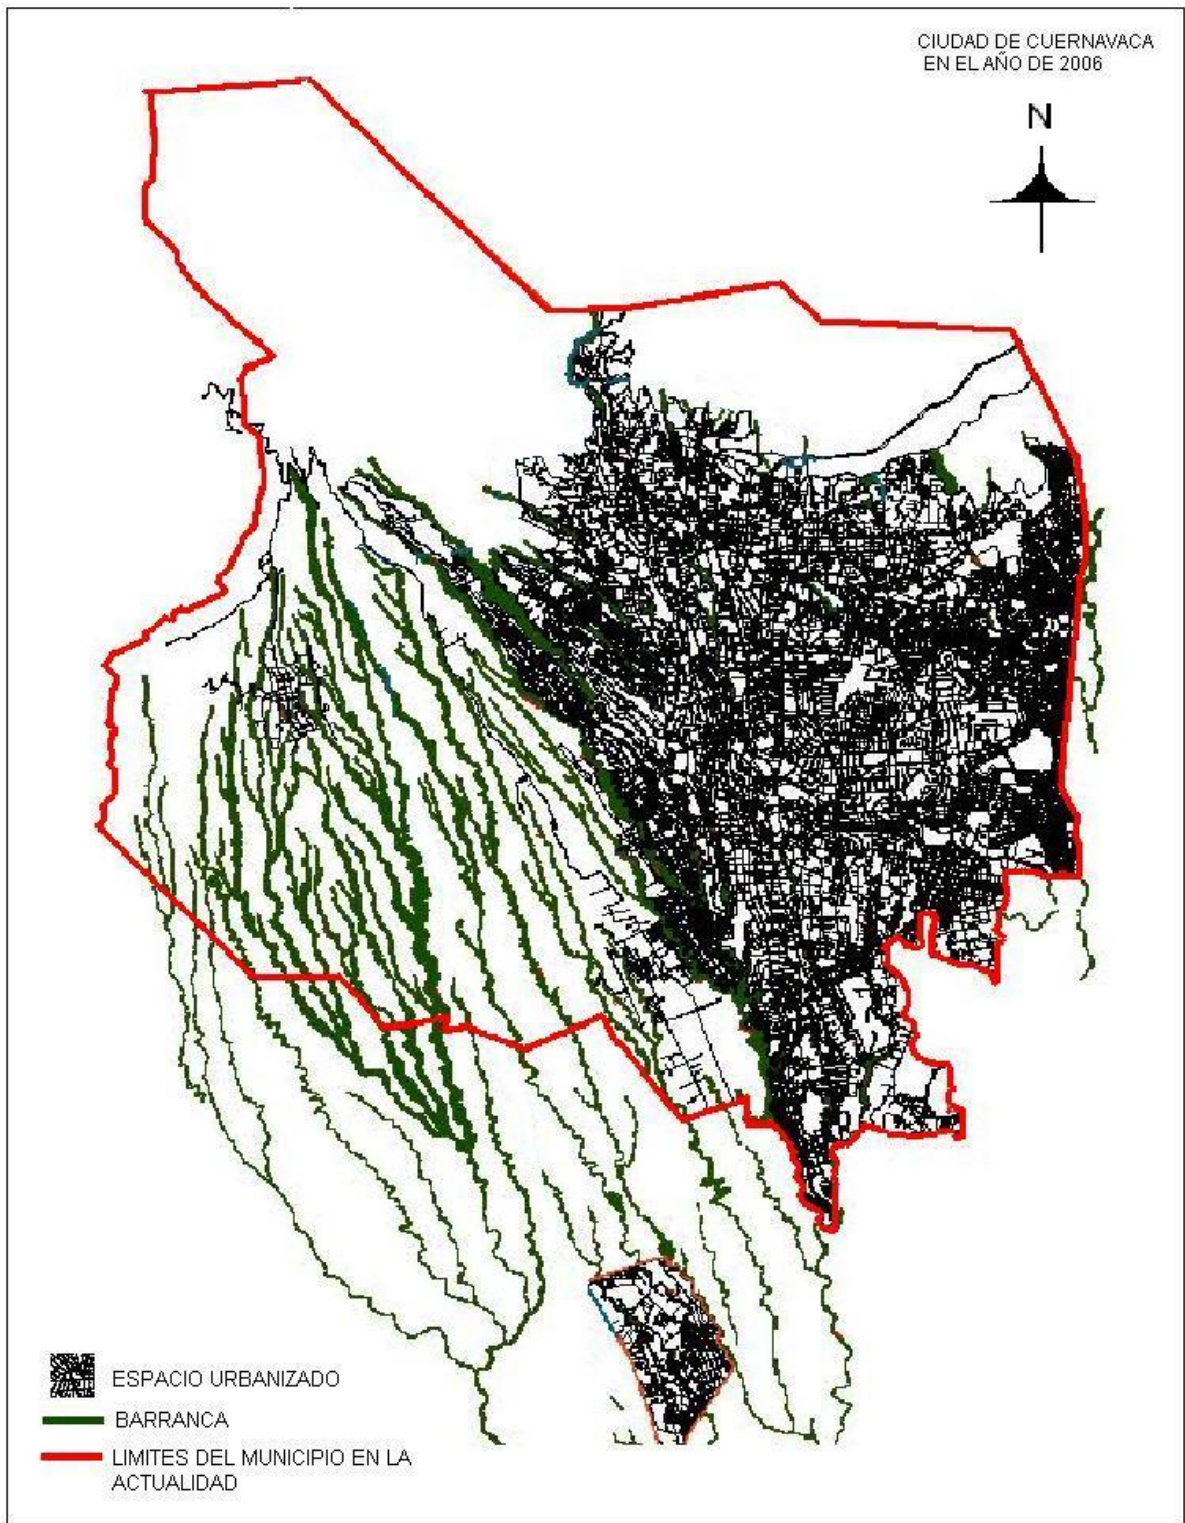 CIUDAD DE CUERNAVACA
EN EL AÑO DE 2006
N
ESPACIO URBANIZADO
BARRANCA
LIMITES DEL MUNICIPIO EN LA
ACTUALIDAD